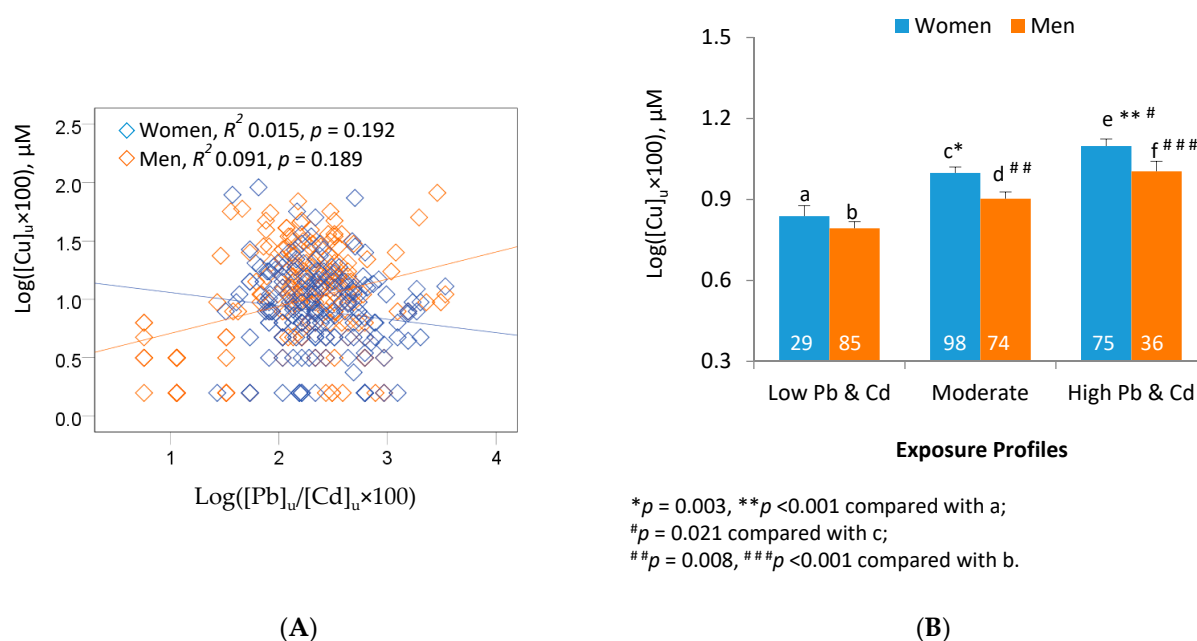 Log([Cu]u×100), µM
2.5
2.0
1.5
1.0
0.5
0.0
Women, R² 0.015, p = 0.192
Men, R² 0.091, p = 0.189
1 2 3 4
Log([Pb]u/[Cd]u×100)
(A)
Women Men
Log([Cu]u×100), µM
1.5
1.2
0.9
0.6
0.3
a b c* d ## e ** # f ###
29 85 98 74 75 36
Low Pb & Cd Moderate High Pb & Cd
Exposure Profiles
*p = 0.003, **p <0.001 compared with a;
#p = 0.021 compared with c;
##p = 0.008, ###p <0.001 compared with b.
(B)